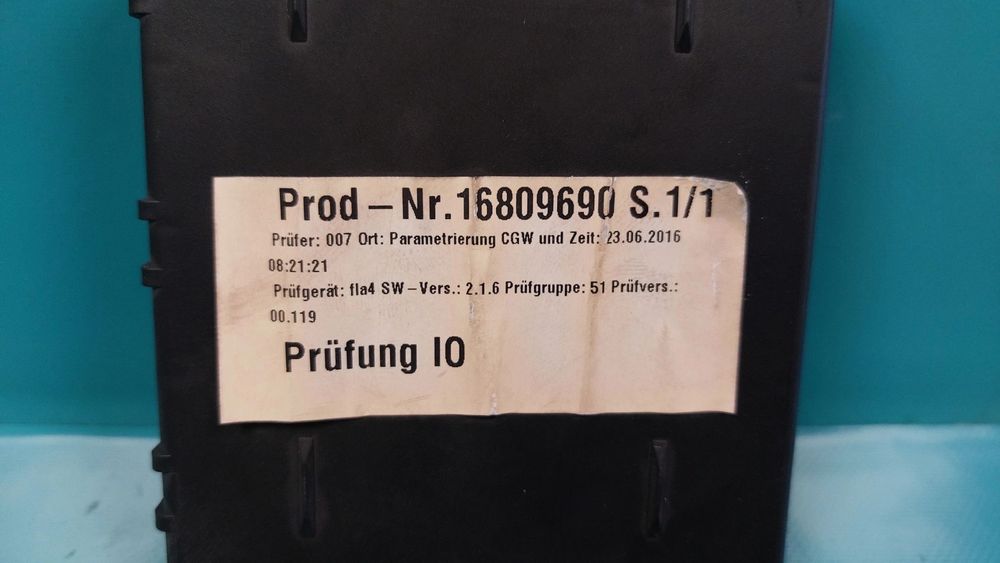 Prod-Nr.16809690 S.1/1
Prüfer: 007 Ort: Parametrierung CGW und Zeit: 23.06.2016
08:21:21
Prüfgerät: fla4 SW-Vers.: 2.1.6 Prüfgruppe: 51 Prüfvers.:
00.119
Prüfung IO